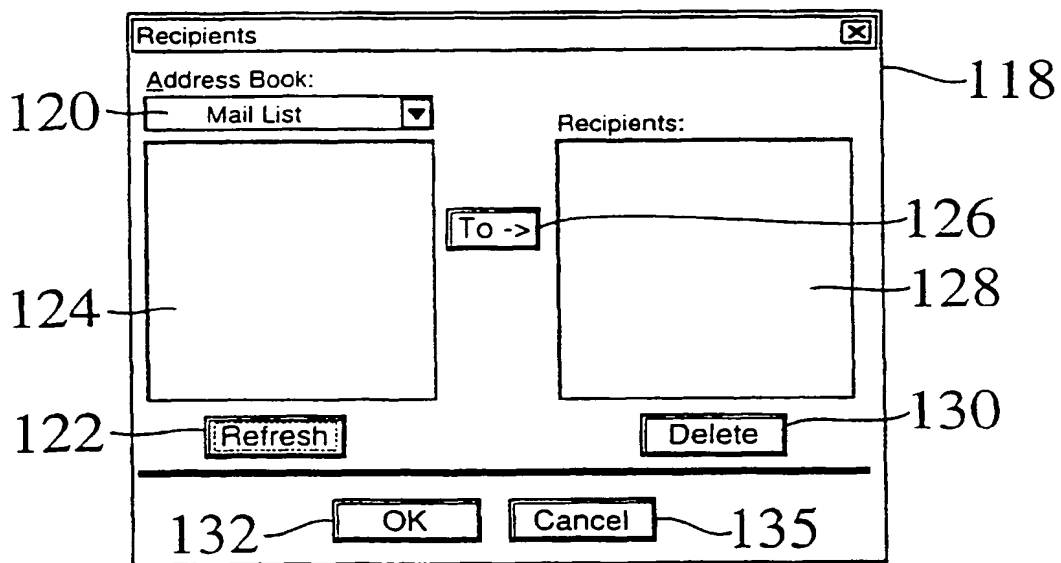 Recipients
118
Address Book:
120
Mail List
Recipients:
To ->
126
124
128
122
Refresh
Delete
130
132
OK
Cancel
135